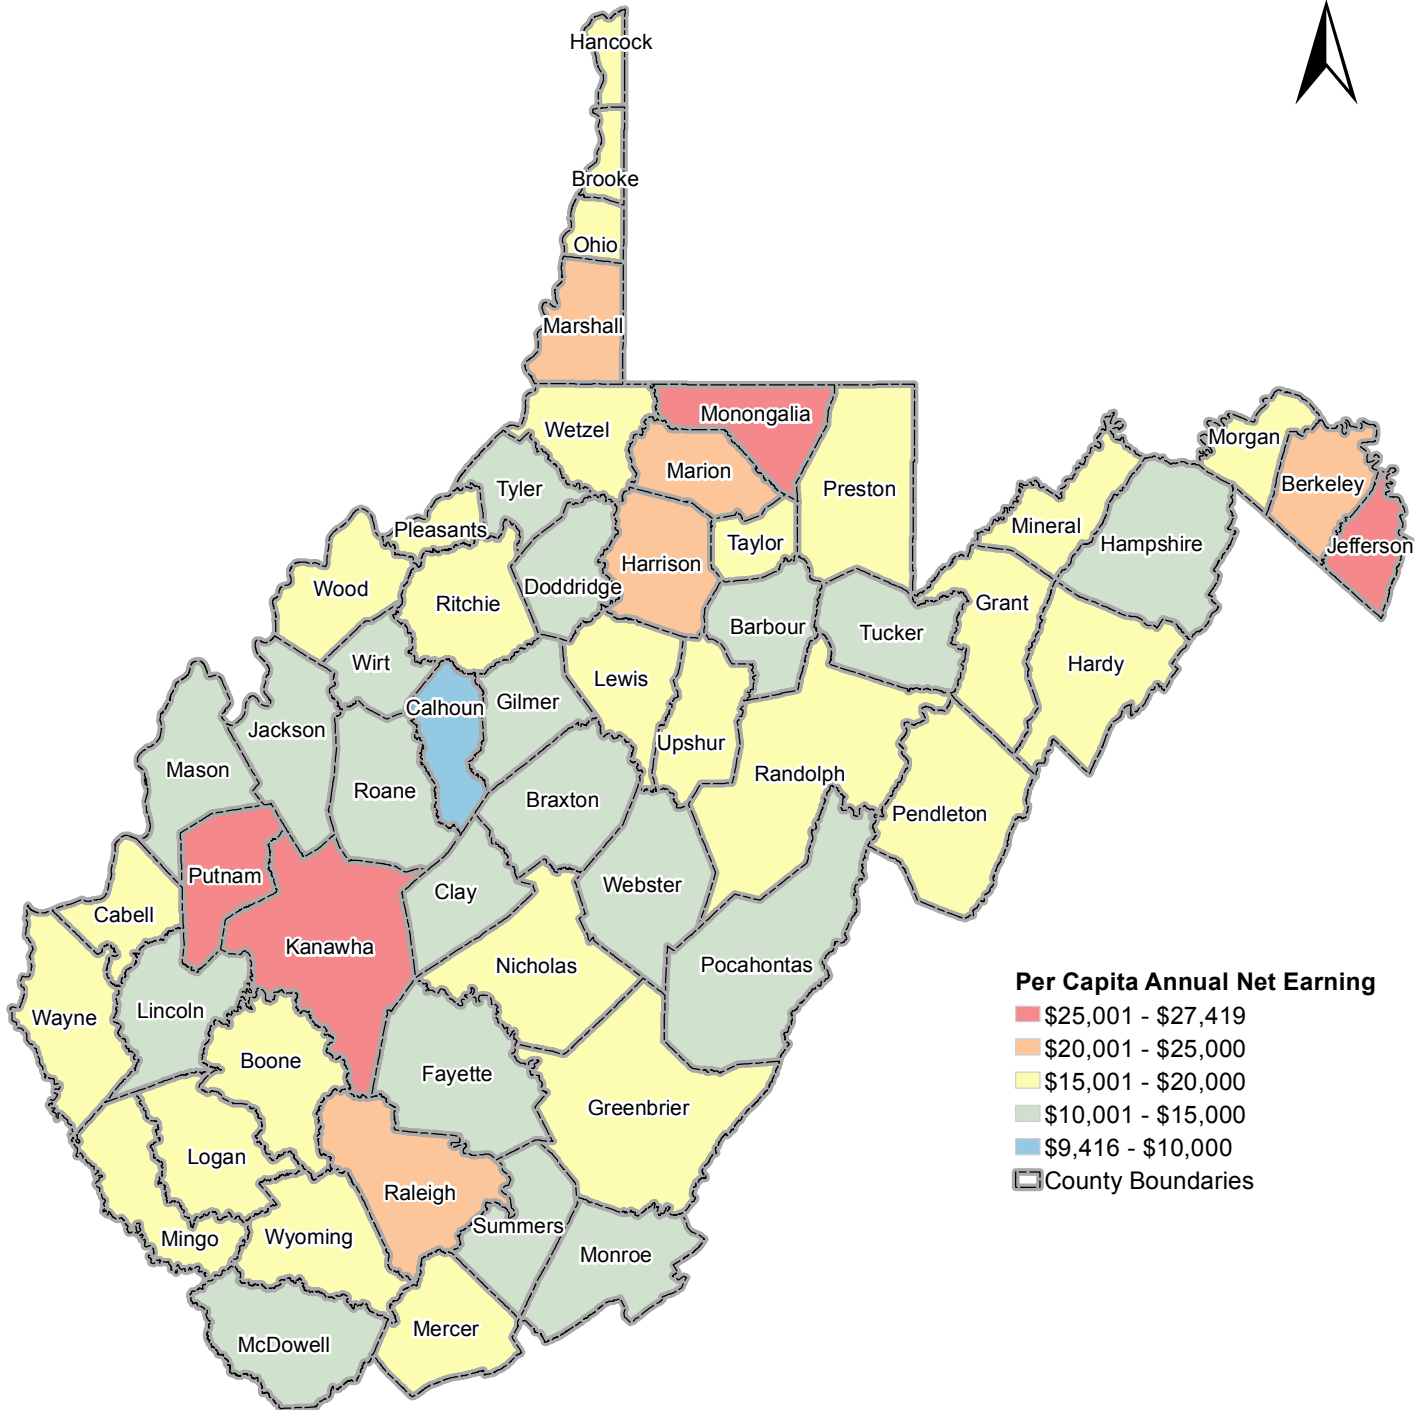 Hancock
Brooke
Ohio
Marshall
Monongalia
Wetzel
Morgan
Marion
Berkeley
Tyler
Preston
Mineral
Pleasants
Taylor
Hampshire
Jefferson
Harrison
Doddridge
Wood
Ritchie
Grant
Barbour
Tucker
Wirt
Hardy
Lewis
Gilmer
Calhoun
Jackson
Upshur
Mason
Randolph
Roane
Braxton
Pendleton
Putnam
Webster
Clay
Cabell
Kanawha
Nicholas
Pocahontas
Lincoln
Wayne
Boone
Fayette
Greenbrier
Logan
Raleigh
Summers
Mingo
Wyoming
Monroe
Mercer
McDowell
Per Capita Annual Net Earning
$25,001 - $27,419
$20,001 - $25,000
$15,001 - $20,000
$10,001 - $15,000
$9,416 - $10,000
County Boundaries